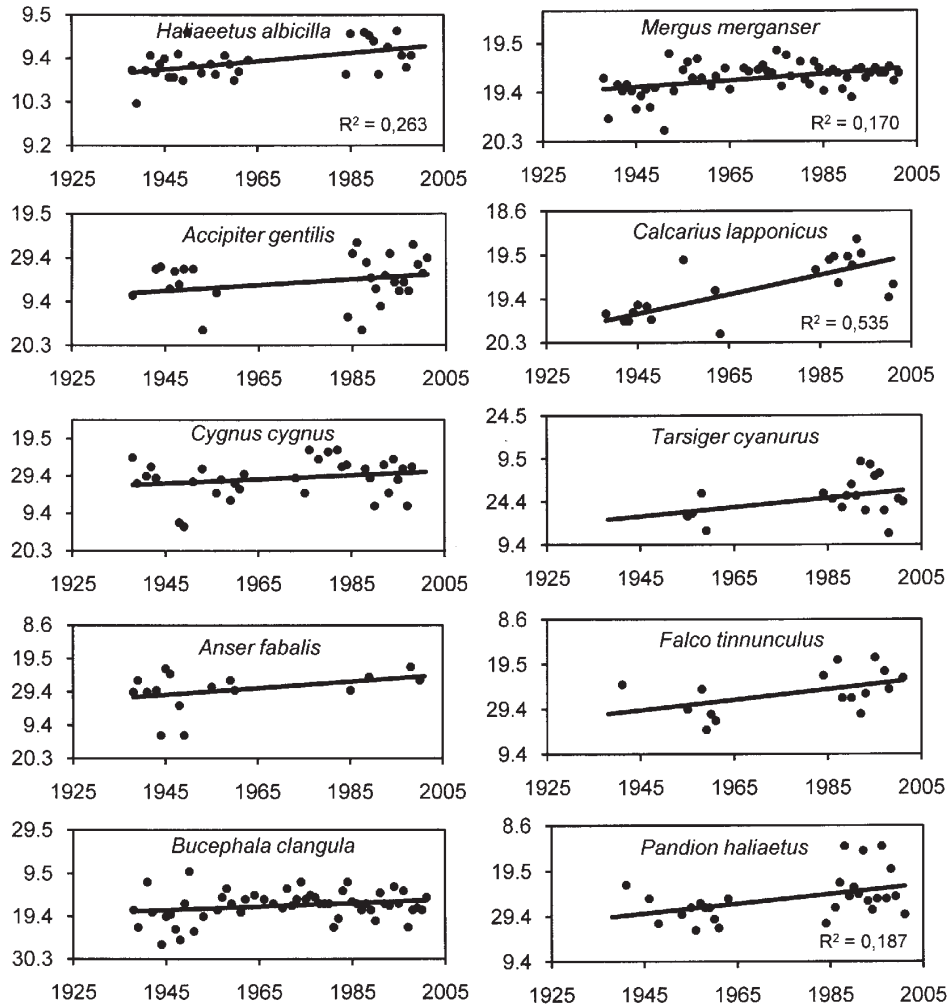 Haliaeetus albicilla
9.5
9.4
10.3
9.2
R² = 0,263
1925 1945 1965 1985 2005
Mergus merganser
19.5
19.4
20.3
R² = 0,170
1925 1945 1965 1985 2005
Accipiter gentilis
19.5
29.4
9.4
20.3
1925 1945 1965 1985 2005
Calcarius lapponicus
18.6
19.5
19.4
20.3
R² = 0,535
1925 1945 1965 1985 2005
Cygnus cygnus
19.5
29.4
9.4
20.3
1925 1945 1965 1985 2005
Tarsiger cyanurus
24.5
9.5
24.4
9.4
1925 1945 1965 1985 2005
Anser fabalis
8.6
19.5
29.4
9.4
20.3
1925 1945 1965 1985 2005
Falco tinnunculus
8.6
19.5
29.4
9.4
1925 1945 1965 1985 2005
Bucephala clangula
29.5
9.5
19.4
30.3
1925 1945 1965 1985 2005
Pandion haliaetus
8.6
19.5
29.4
9.4
R² = 0,187
1925 1945 1965 1985 2005